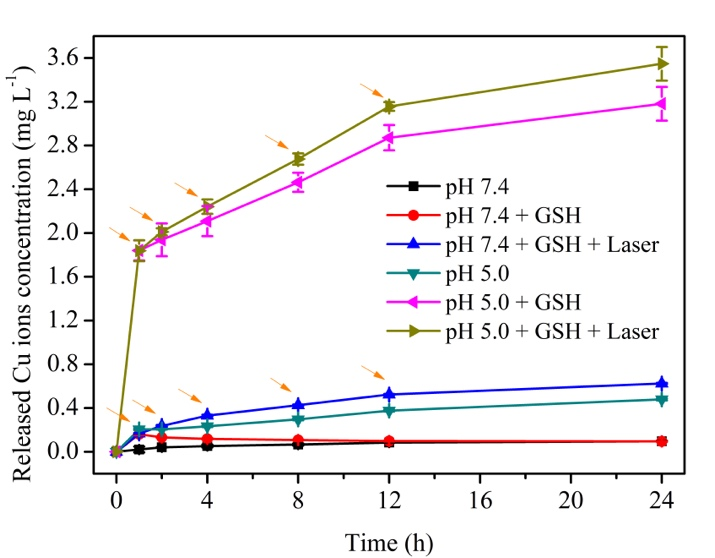 Released Cu ions concentration (mg L⁻¹)
3.6
3.2
2.8
2.4
2.0
1.6
1.2
0.8
0.4
0.0
pH 7.4
pH 7.4 + GSH
pH 7.4 + GSH + Laser
pH 5.0
pH 5.0 + GSH
pH 5.0 + GSH + Laser
0 4 8 12 16 20 24
Time (h)